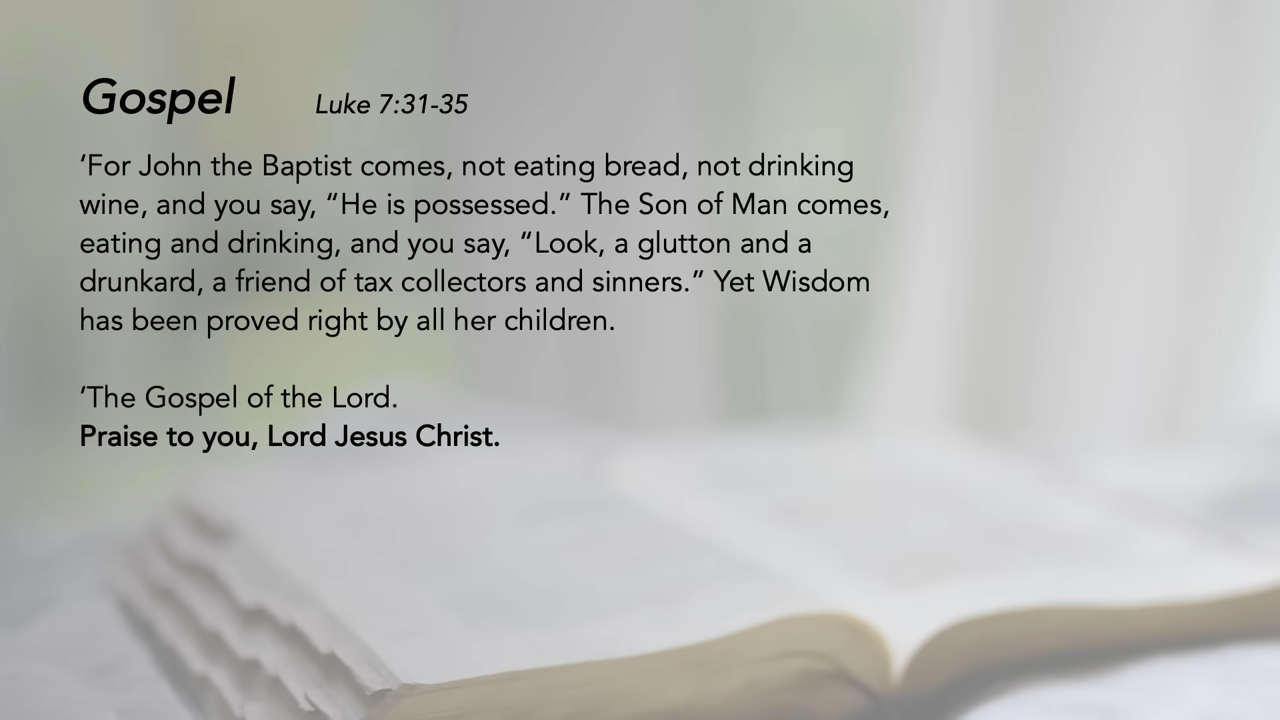 Gospel Luke 7:31-35
‘For John the Baptist comes, not eating bread, not drinking
wine, and you say, “He is possessed.” The Son of Man comes,
eating and drinking, and you say, “Look, a glutton and a
drunkard, a friend of tax collectors and sinners.” Yet Wisdom
has been proved right by all her children.
’The Gospel of the Lord.
Praise to you, Lord Jesus Christ.